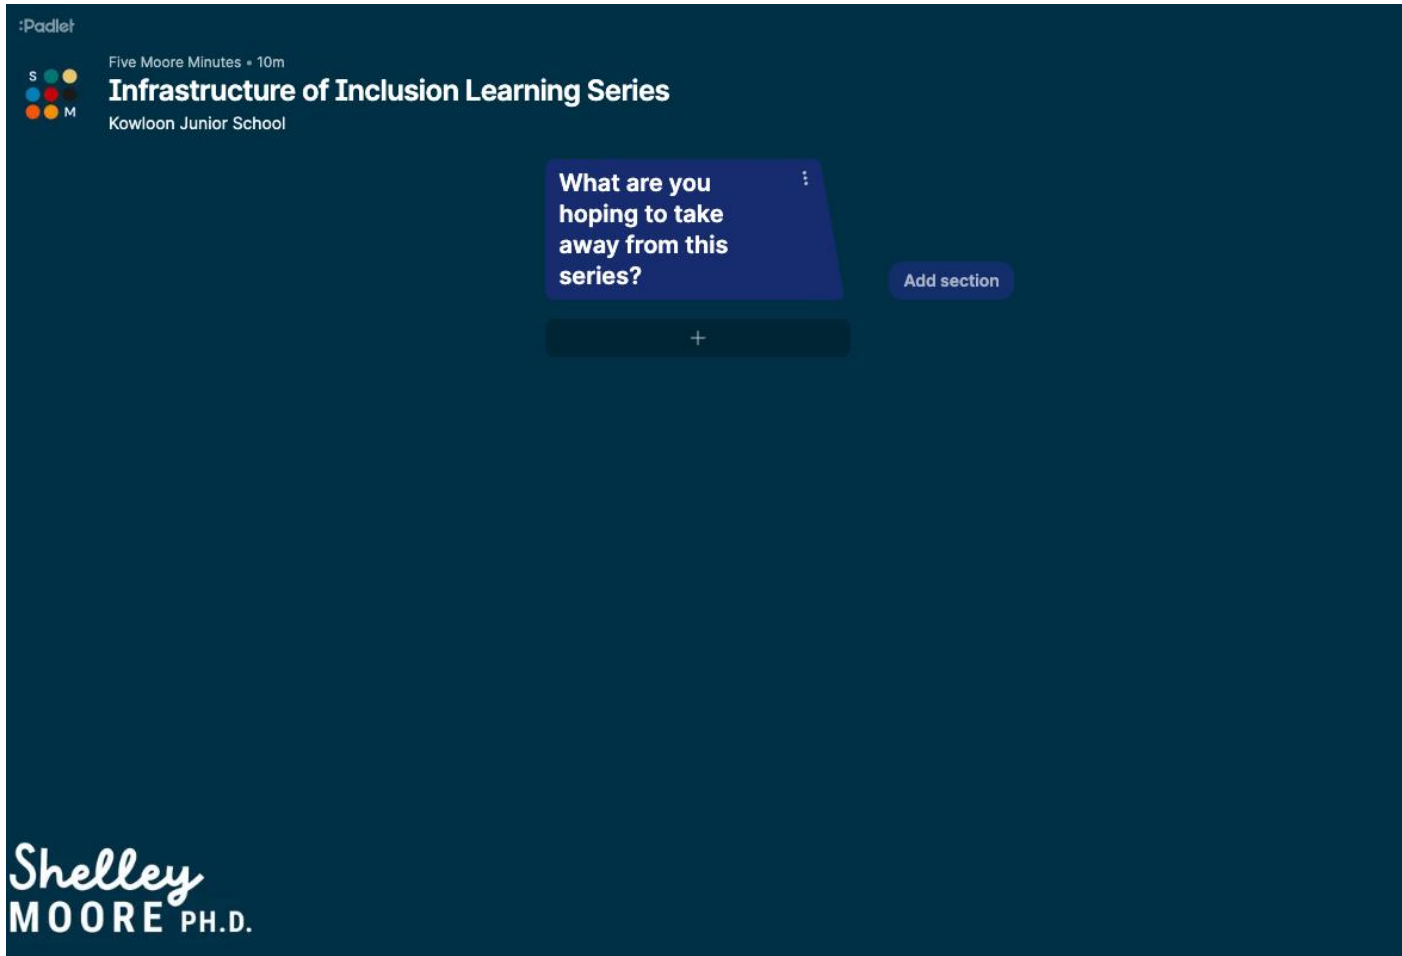 :Padlet
Five Moore Minutes • 10m
S
Infrastructure of Inclusion Learning Series
M
Kowloon Junior School
What are you
hoping to take
away from this
series?
Add section
+
Shelley
MOORE PH.D.